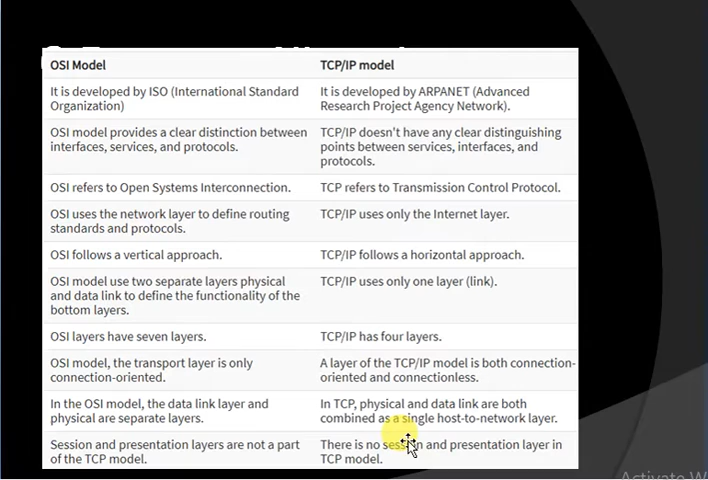 OSI Model TCP/IP model
It is developed by ISO (International Standard It is developed by ARPANET (Advanced
Organization) Research Project Agency Network).
OSI model provides a clear distinction between TCP/IP doesn't have any clear distinguishing
interfaces, services, and protocols. points between services, interfaces, and
protocols.
OSI refers to Open Systems Interconnection. TCP refers to Transmission Control Protocol.
OSI uses the network layer to define routing TCP/IP uses only the Internet layer.
standards and protocols.
OSI follows a vertical approach. TCP/IP follows a horizontal approach.
OSI model use two separate layers physical TCP/IP uses only one layer (link).
and data link to define the functionality of the
bottom layers.
OSI layers have seven layers. TCP/IP has four layers.
OSI model, the transport layer is only A layer of the TCP/IP model is both connection-
connection-oriented. oriented and connectionless.
In the OSI model, the data link layer and In TCP, physical and data link are both
physical are separate layers. combined as a single host-to-network layer.
Session and presentation layers are not a part There is no session and presentation layer in
of the TCP model. TCP model.
Activate W